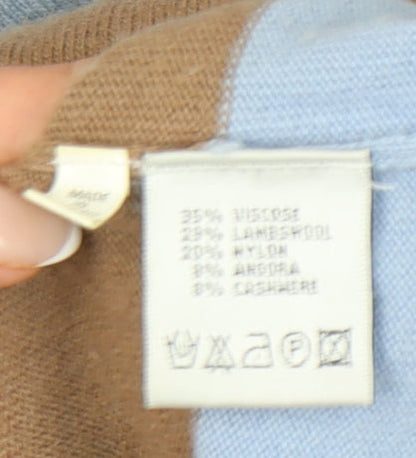 35% VISCOSE
29% LAMBSWOOL
20% NYLON
8% ANGORA
8% CASHMERE